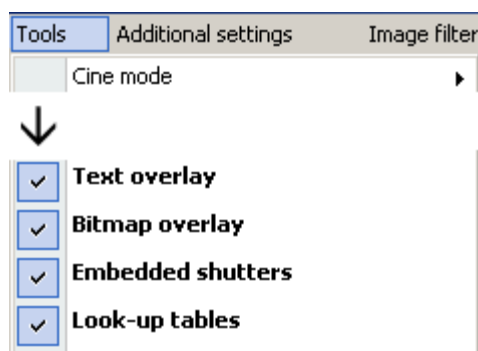 Tools Additional settings Image filter
Cine mode
Text overlay
Bitmap overlay
Embedded shutters
Look-up tables